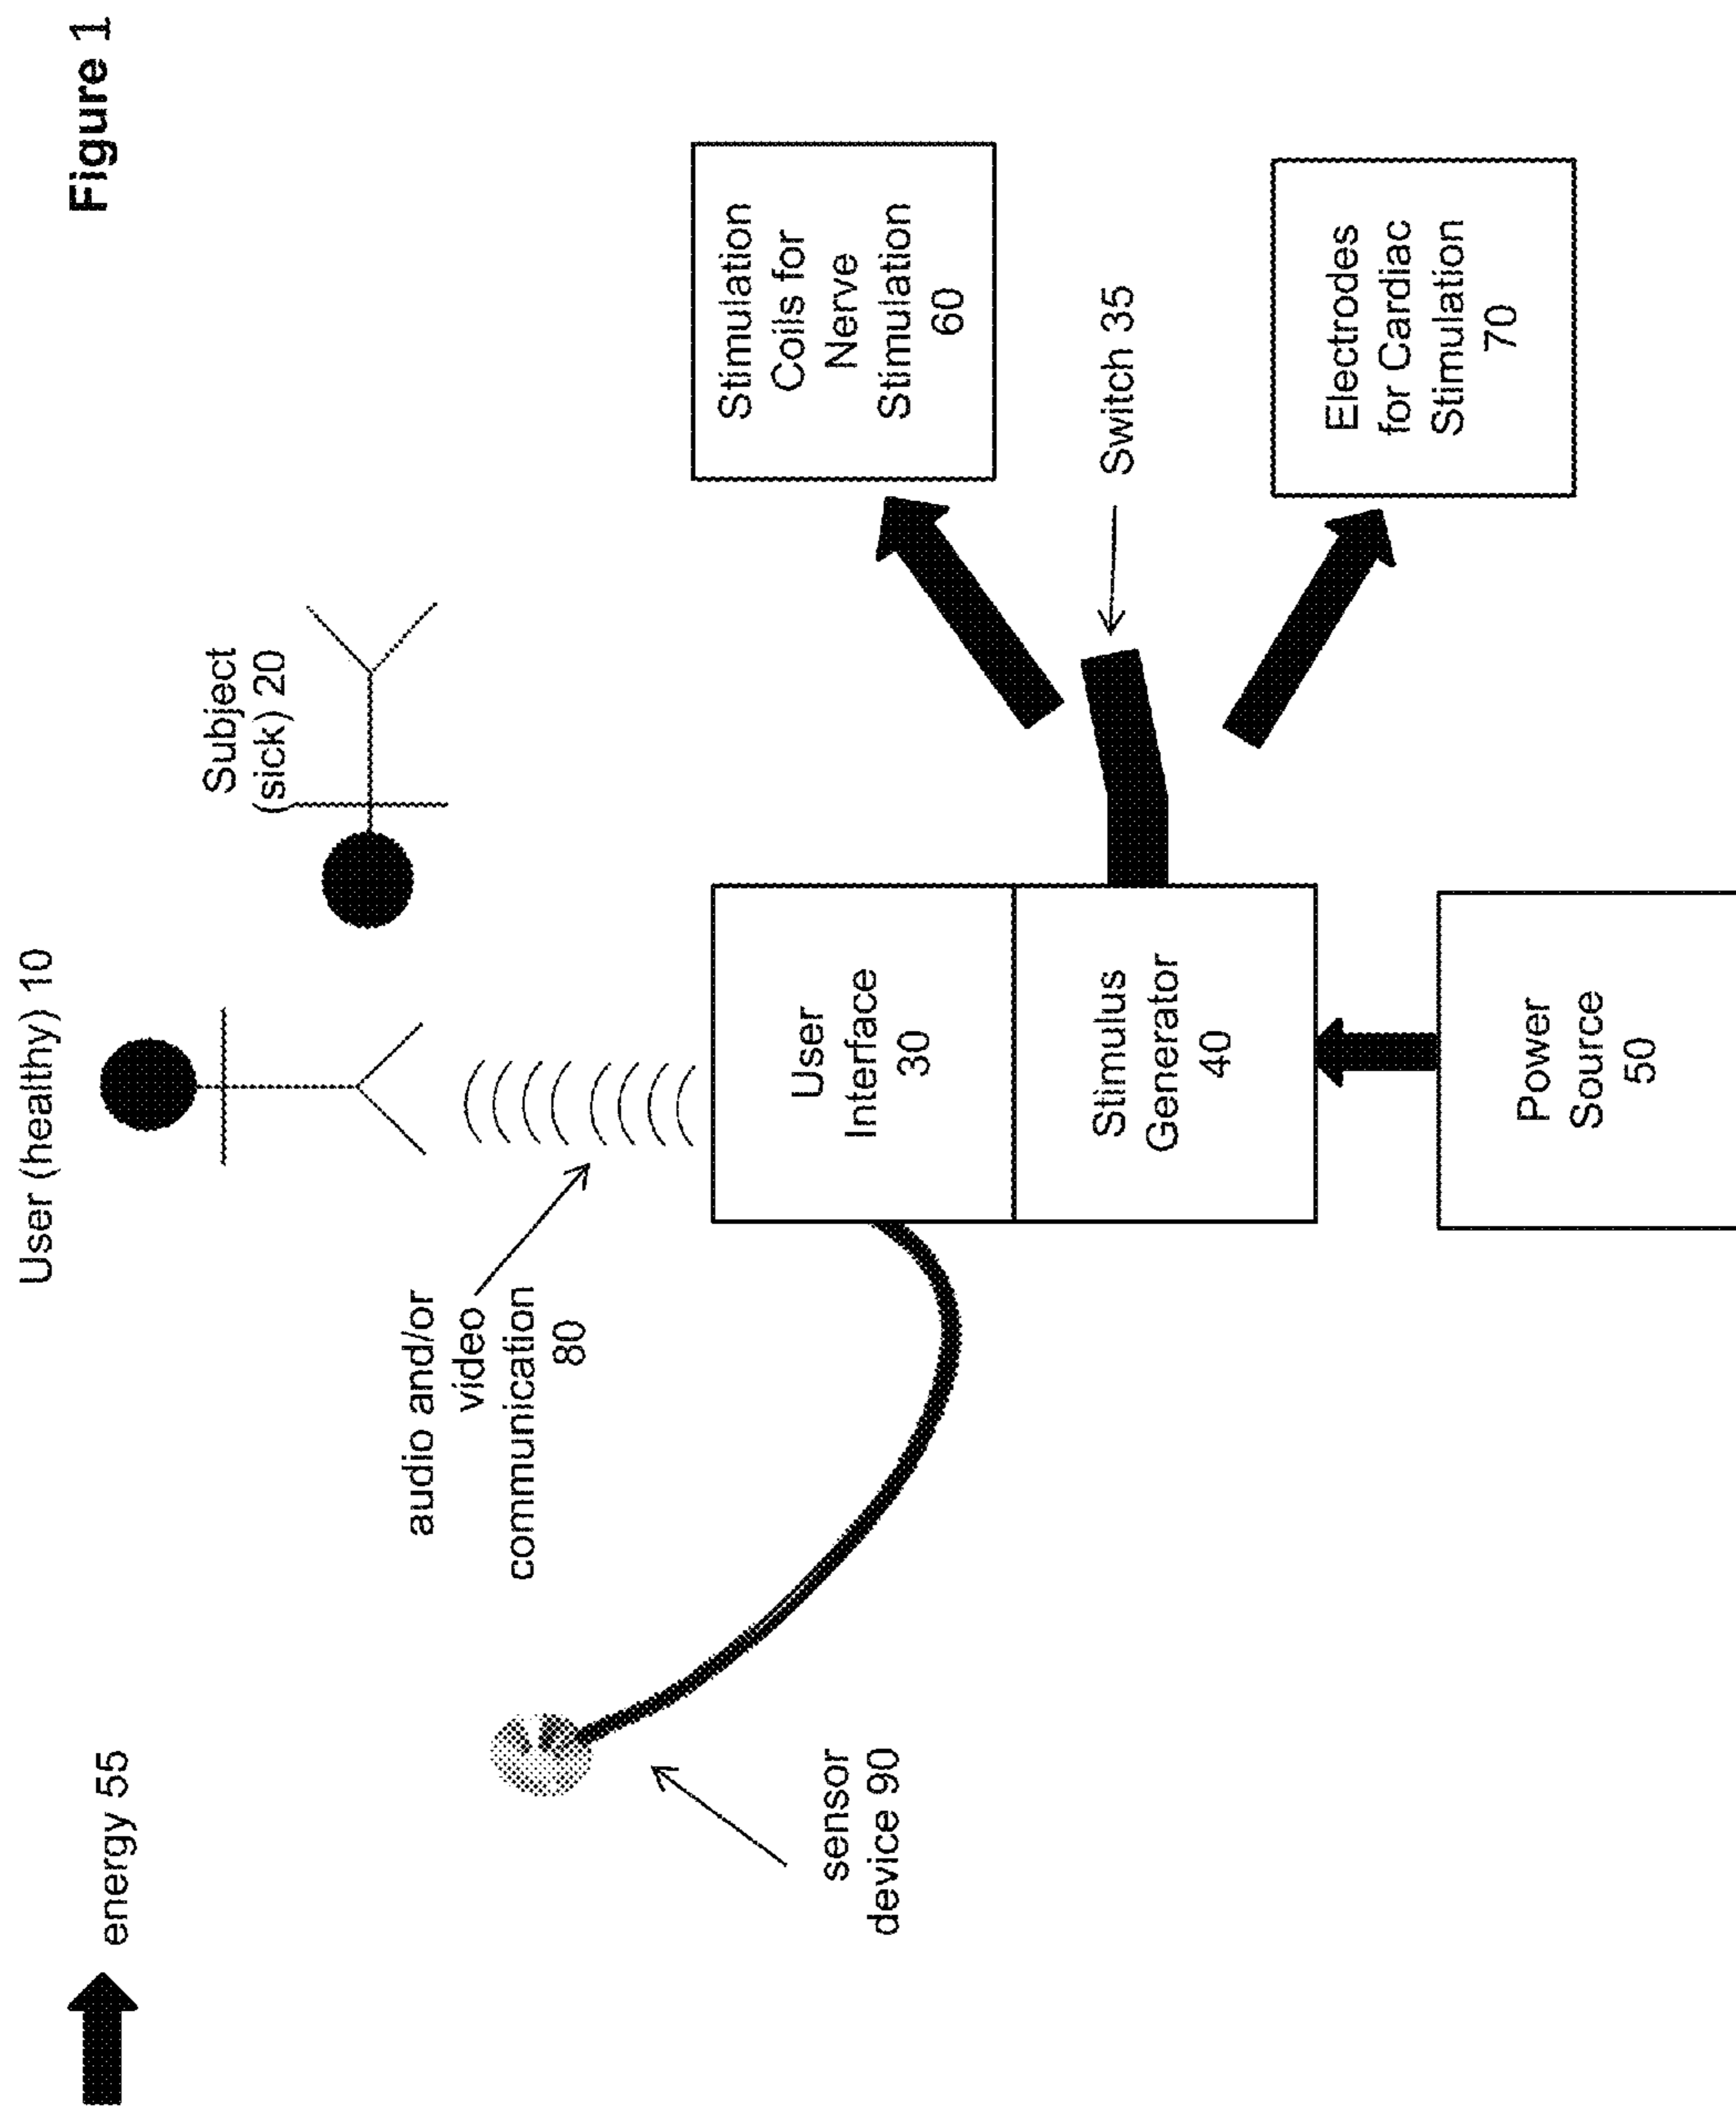 Figure 1
User (healthy) 10
Subject
(sick) 20
energy 55
audio and/or
video
communication
80
sensor
device 90
User
Interface
30
Stimulus
Generator
40
Power
Source
50
Stimulation
Coils for
Nerve
Stimulation
60
Switch 35
Electrodes
for Cardiac
Stimulation
70